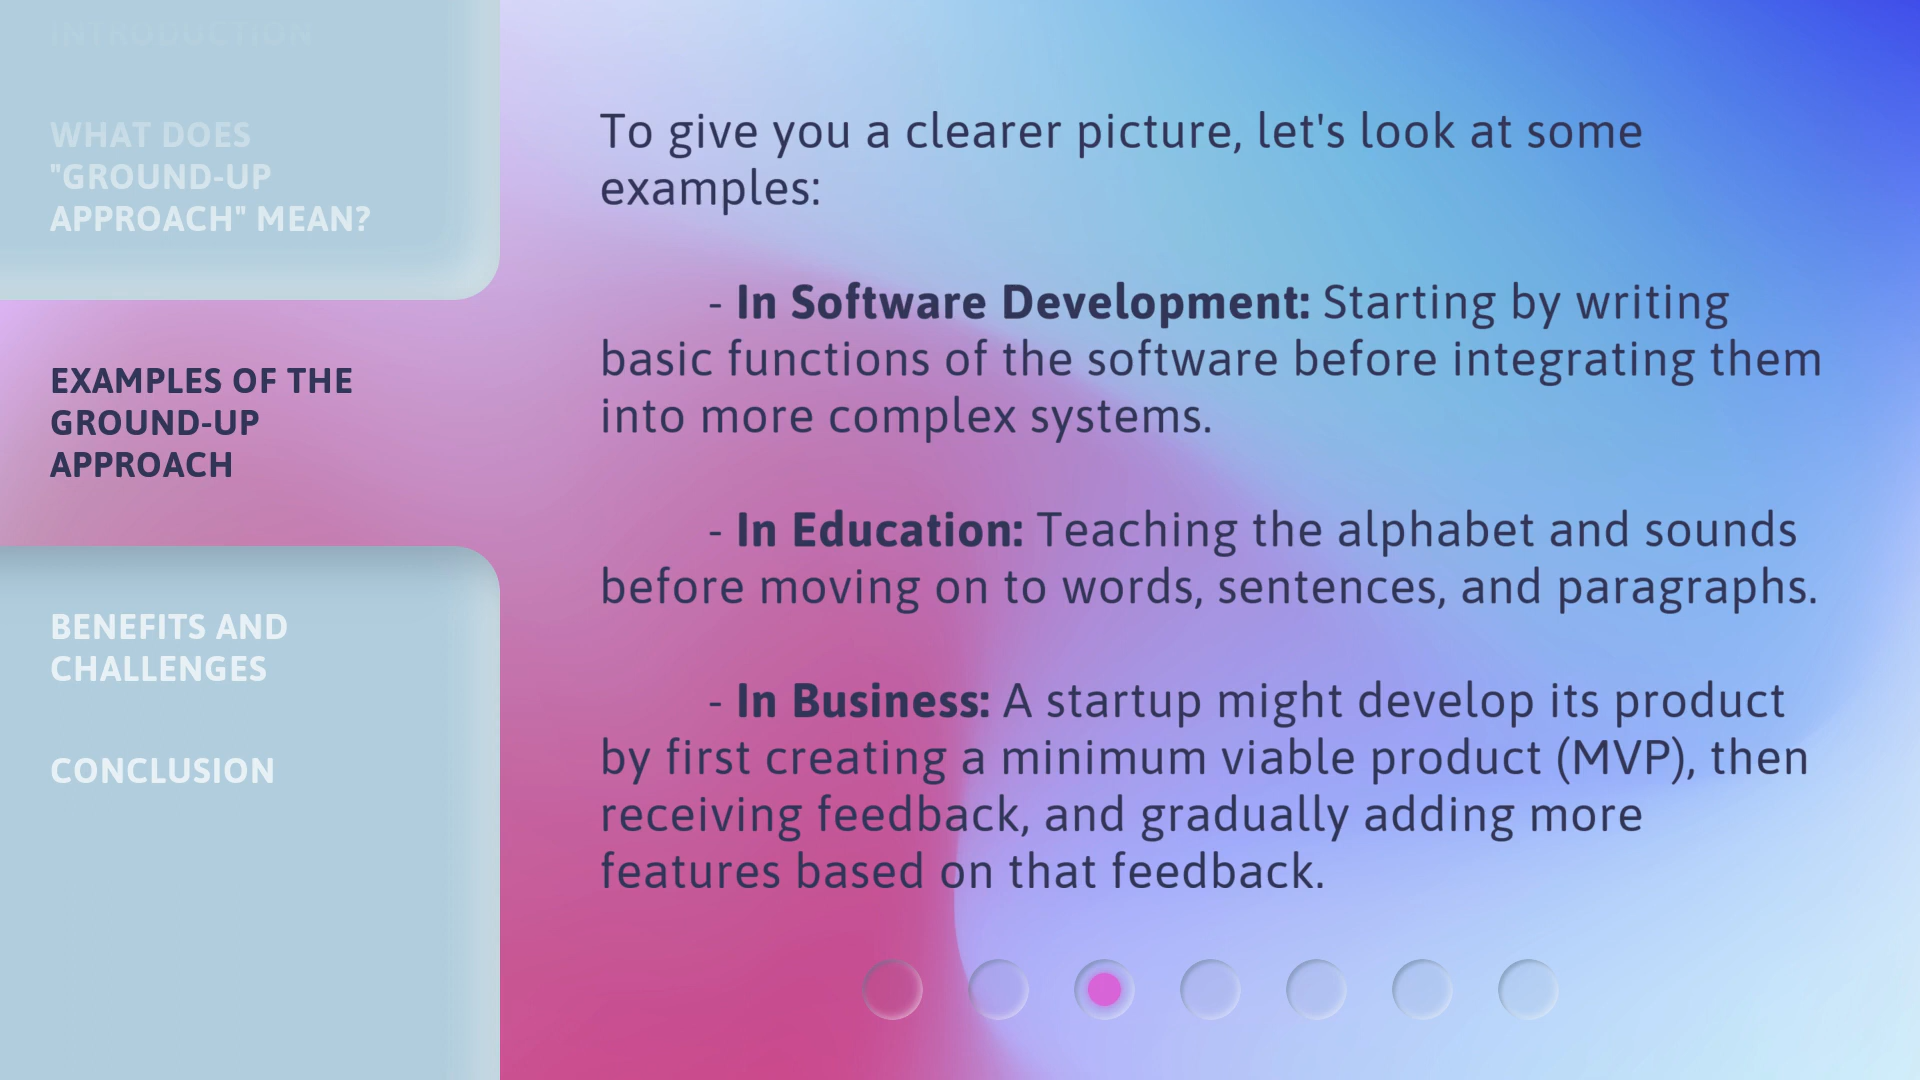 INTRODUCTION
WHAT DOES
"GROUND-UP
APPROACH" MEAN?
EXAMPLES OF THE
GROUND-UP
APPROACH
BENEFITS AND
CHALLENGES
CONCLUSION
To give you a clearer picture, let's look at some
examples:
- In Software Development: Starting by writing
basic functions of the software before integrating them
into more complex systems.
- In Education: Teaching the alphabet and sounds
before moving on to words, sentences, and paragraphs.
- In Business: A startup might develop its product
by first creating a minimum viable product (MVP), then
receiving feedback, and gradually adding more
features based on that feedback.